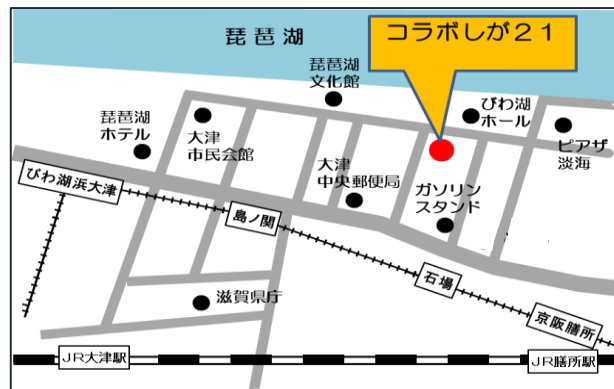 琵琶湖
コラボしが２１
琵琶湖
文化館
びわ湖
ホール
琵琶湖
ホテル
大津
市民会館
ピアザ
淡海
大津
中央郵便局
ガソリン
スタンド
びわ湖浜大津
島ノ関
石場
滋賀県庁
京阪膳所
ＪＲ大津駅
ＪＲ膳所駅